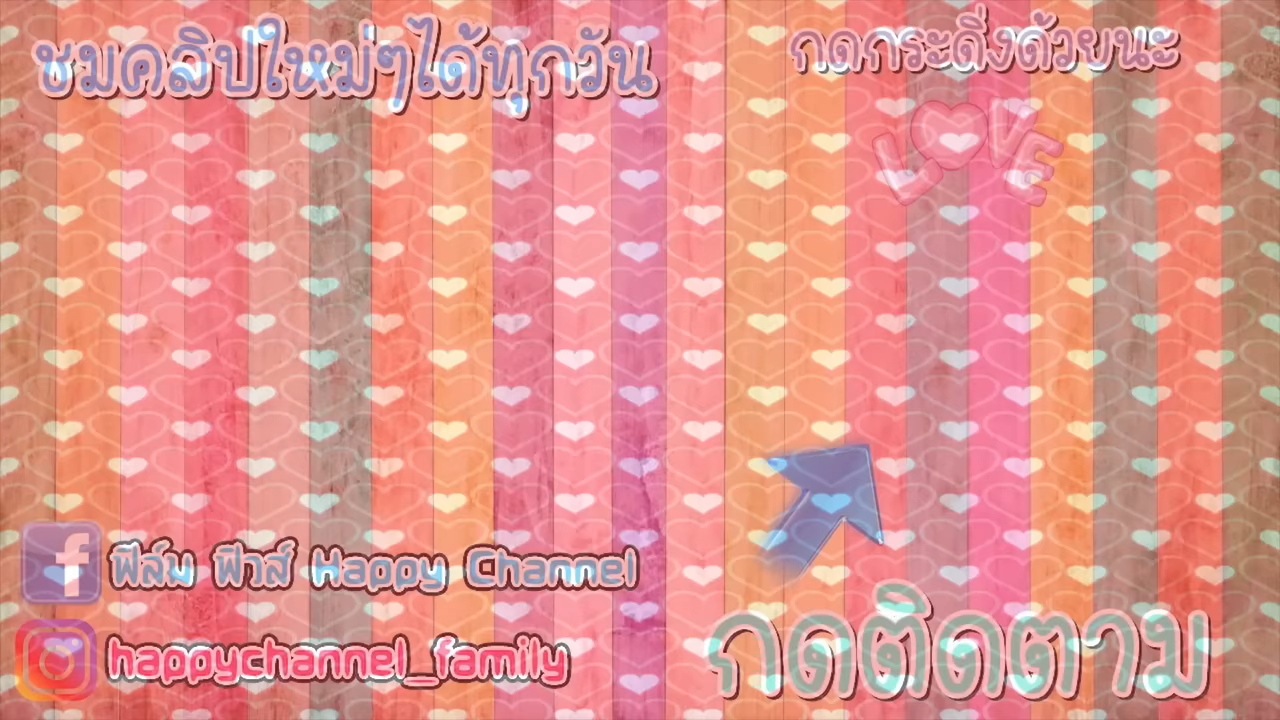 ชมคลิปใหม่ๆได้ทุกวัน
กดกระดิ่งด้วยนะ
LOVE
ฟิล์ม ฟิวส์ Happy Channel
happychannel_family
กดติดตาม